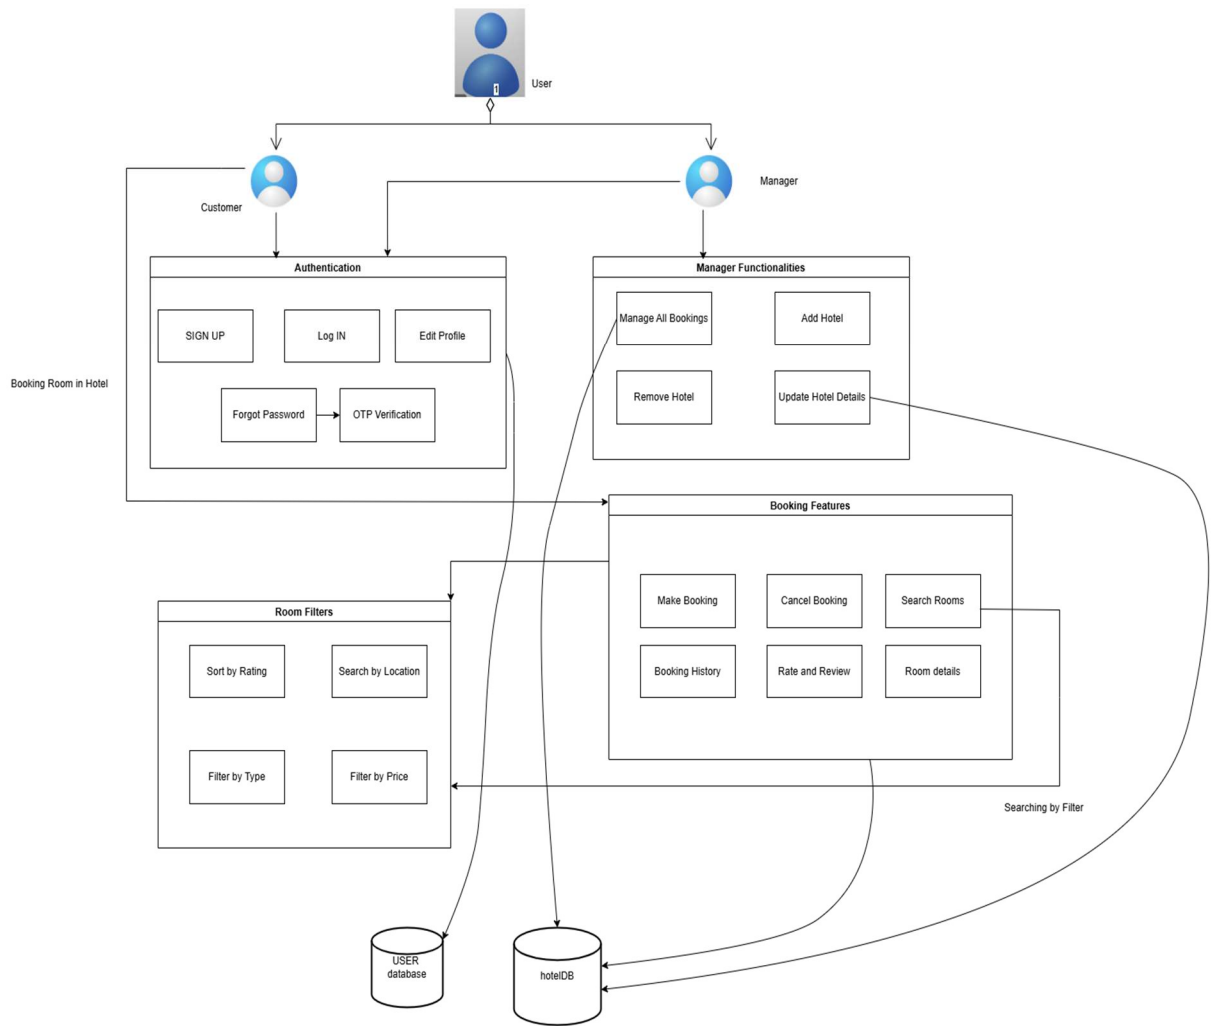 1
User
Customer
Manager
Authentication
SIGN UP
Log IN
Edit Profile
Forgot Password
OTP Verification
Manager Functionalities
Manage All Bookings
Add Hotel
Remove Hotel
Update Hotel Details
Booking Room in Hotel
Booking Features
Make Booking
Cancel Booking
Search Rooms
Booking History
Rate and Review
Room details
Room Filters
Sort by Rating
Search by Location
Filter by Type
Filter by Price
Searching by Filter
USER
database
hotelDB